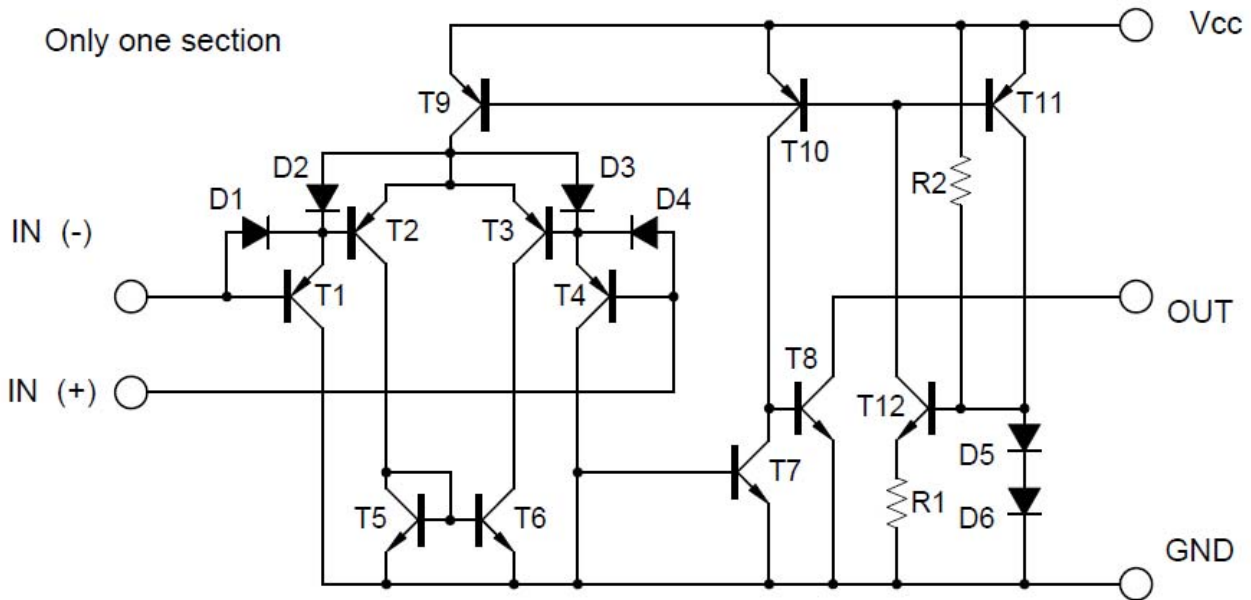 Only one section
Vcc
T9
T10
T11
D2
D3
D1
D4
R2
IN (-)
T2
T3
T1
T4
OUT
T8
IN (+)
T12
D5
T7
T5
T6
R1
D6
GND